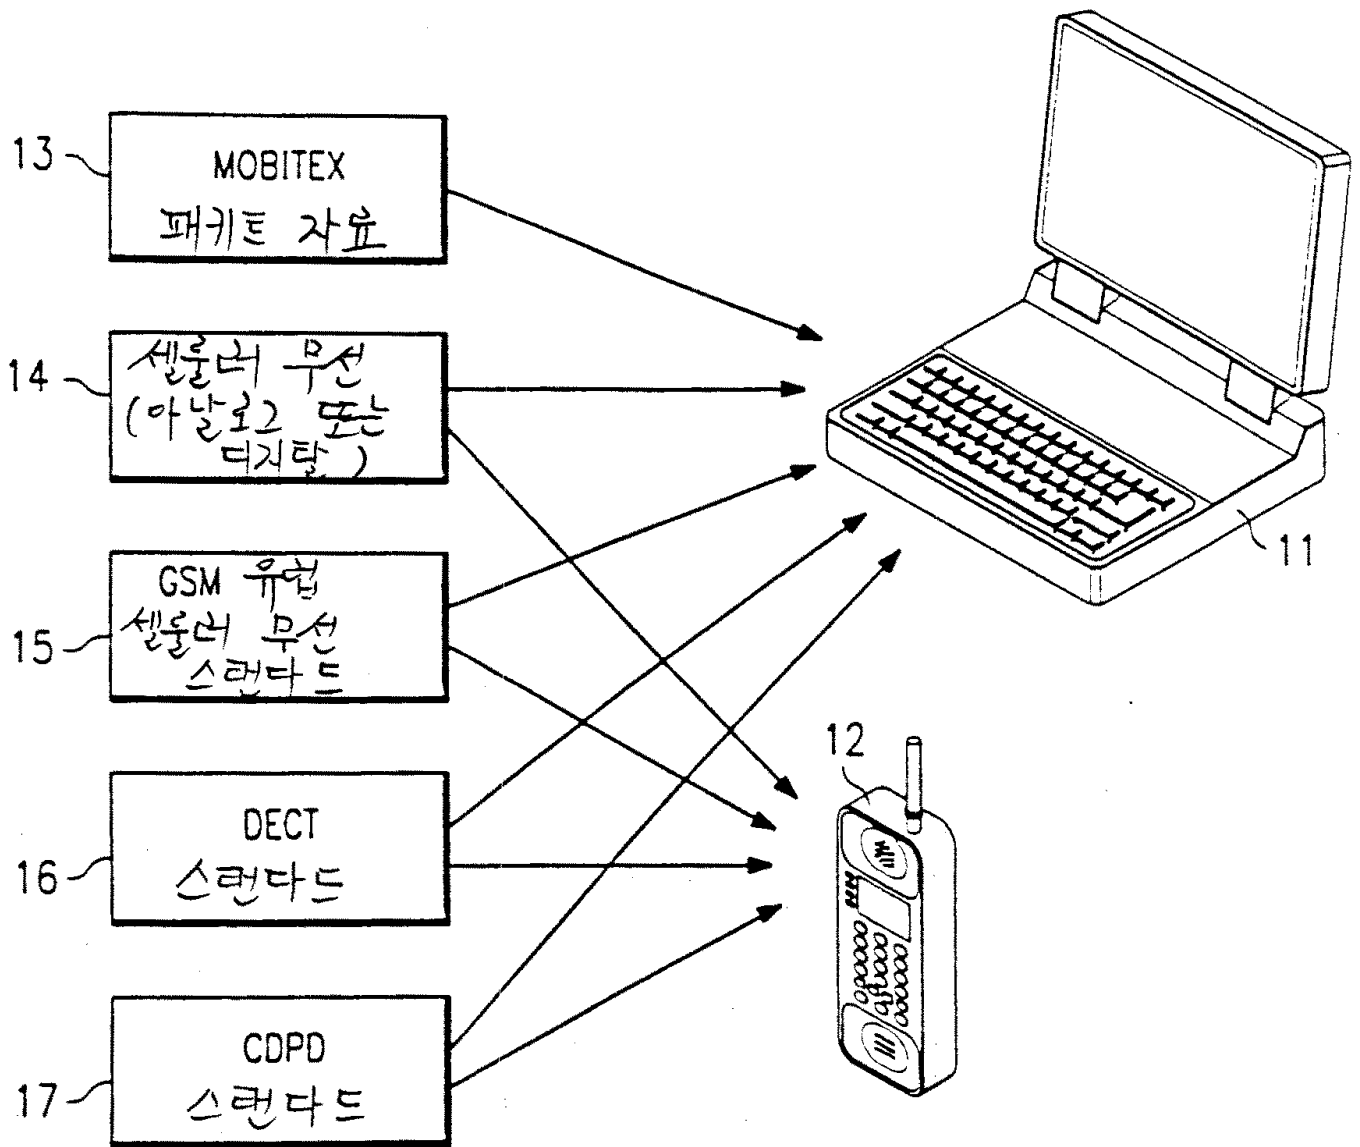 13
MOBITEX
패키트 자료
14
셀룰러 무선
(아날로그 또는
디지탈)
15
GSM 유럽
셀룰러 무선
스탠다드
16
DECT
스탠다드
17
CDPD
스탠다드
11
12